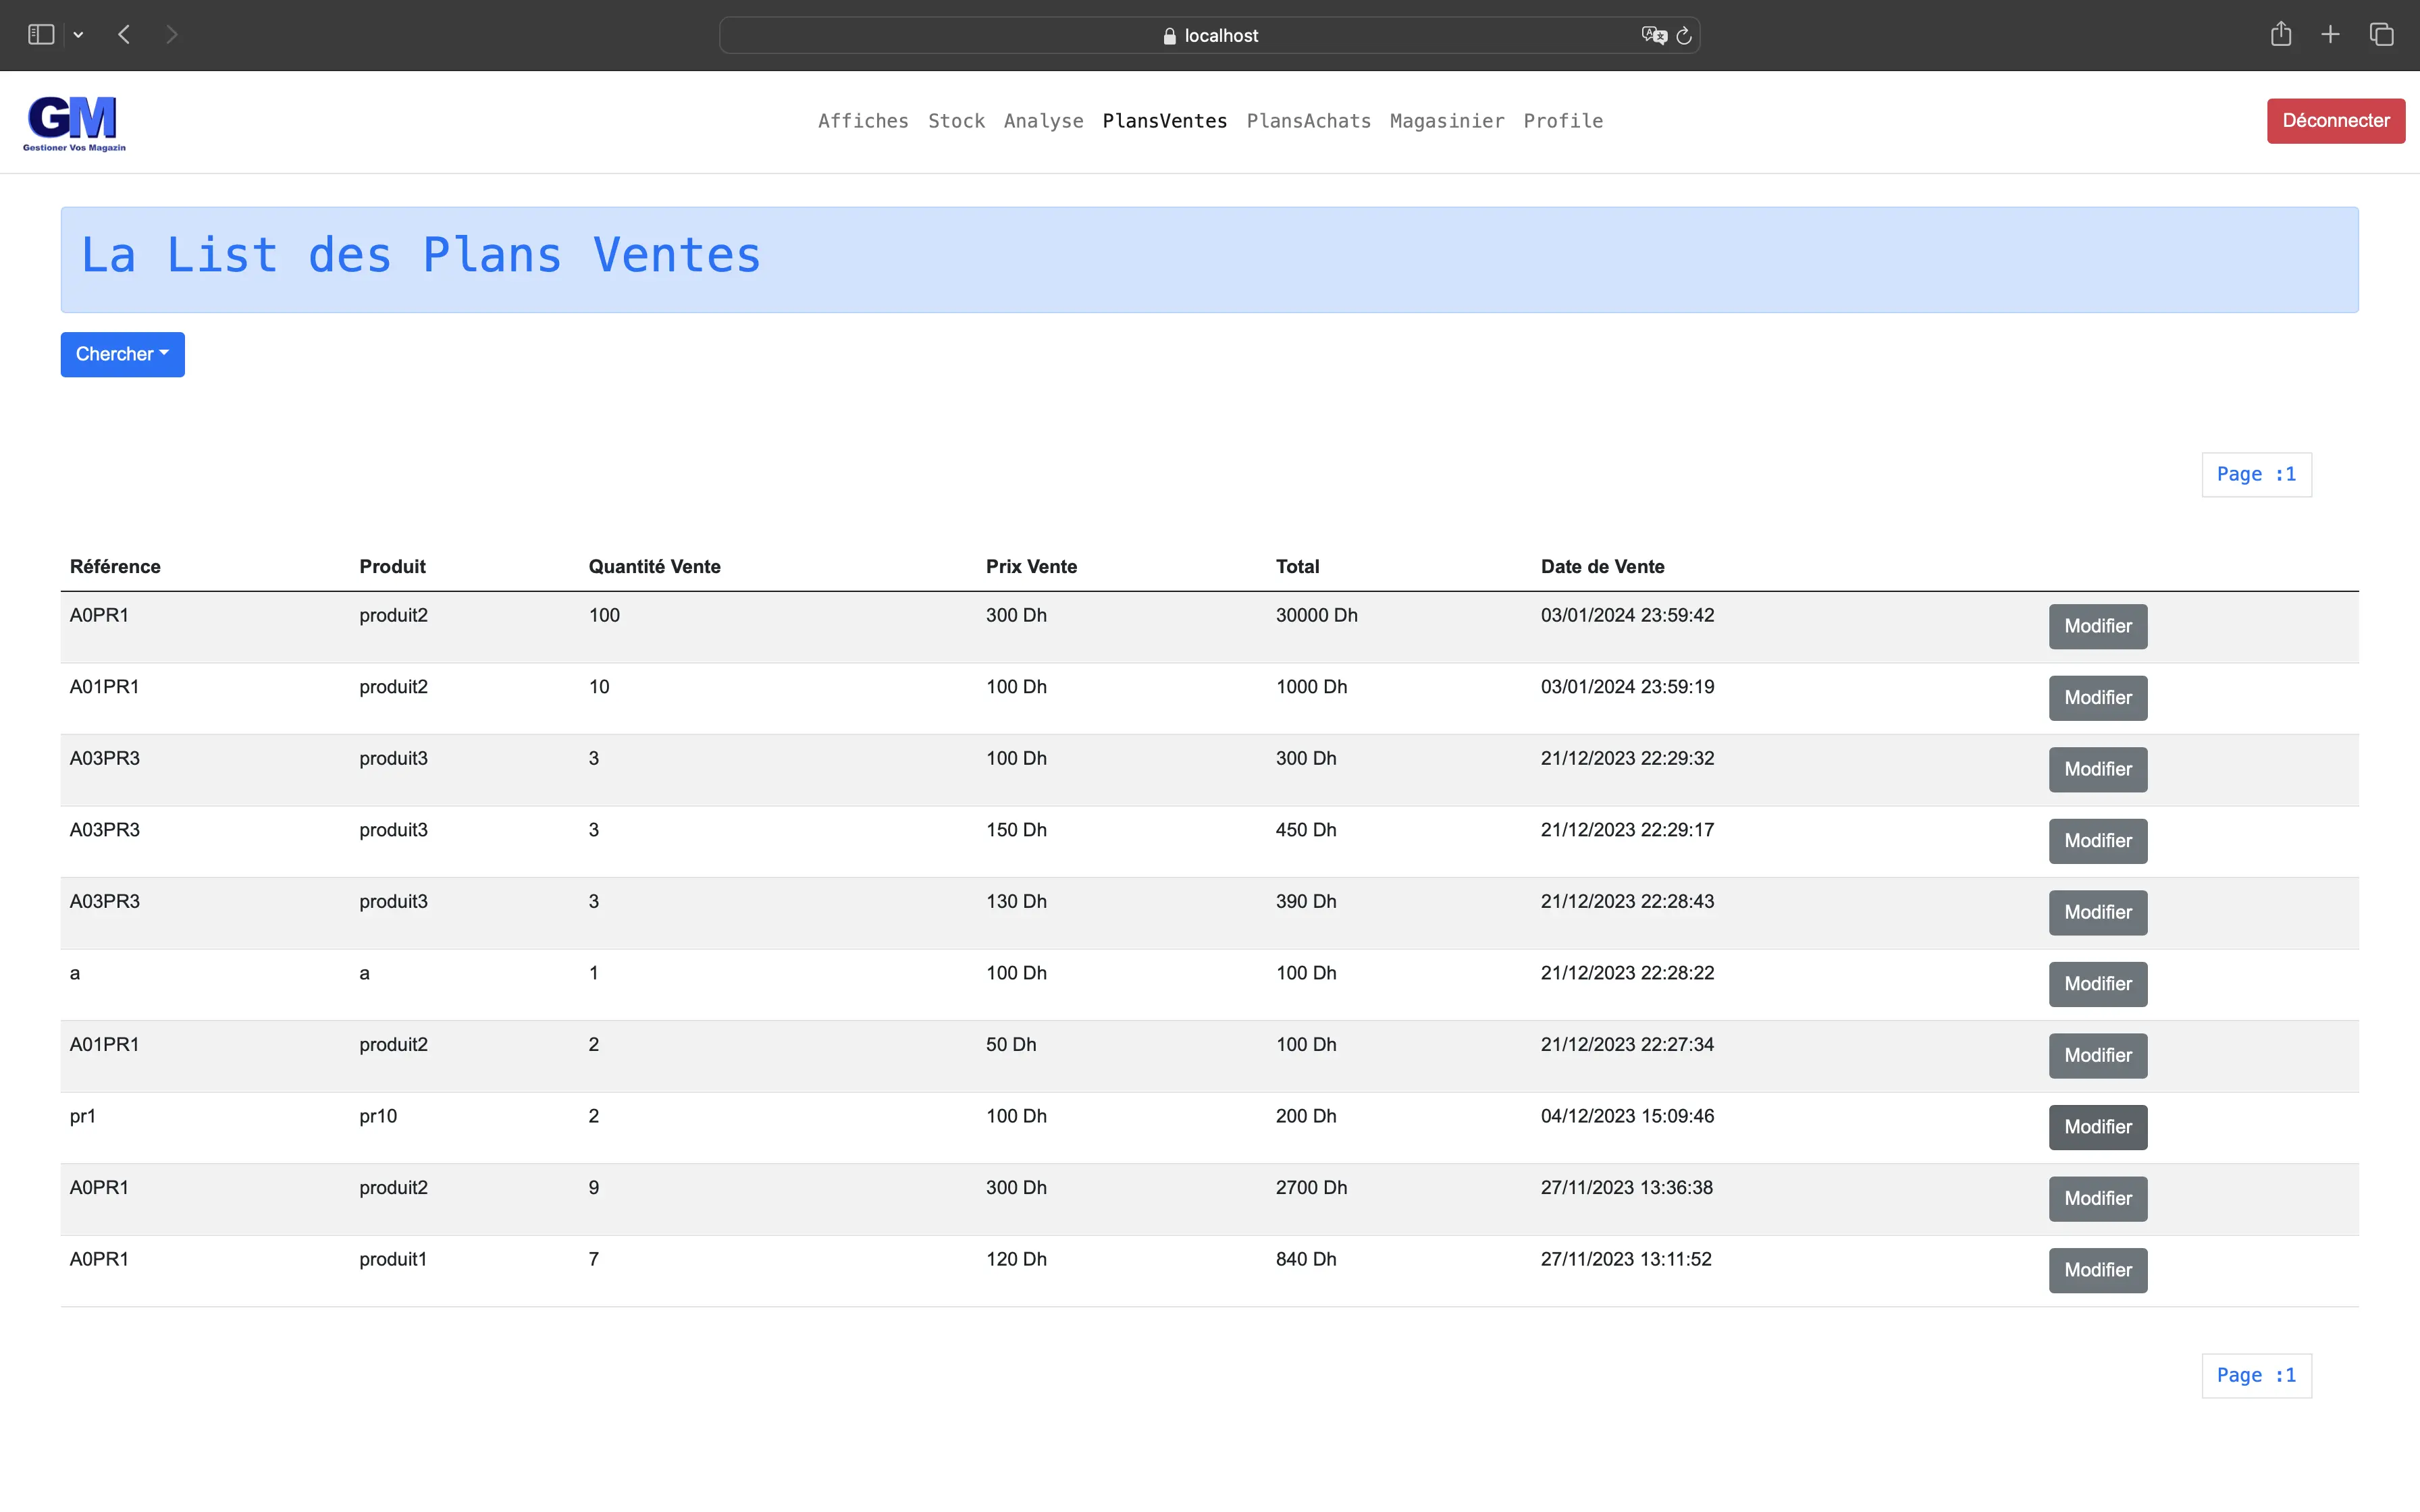 localhost
GM
Gestioner Vos Magazin
Affiches Stock Analyse PlansVentes PlansAchats Magasinier Profile
Déconnecter
La List des Plans Ventes
Chercher
Page :1
Référence Produit Quantité Vente Prix Vente Total Date de Vente
A0PR1 produit2 100 300 Dh 30000 Dh 03/01/2024 23:59:42 Modifier
A01PR1 produit2 10 100 Dh 1000 Dh 03/01/2024 23:59:19 Modifier
A03PR3 produit3 3 100 Dh 300 Dh 21/12/2023 22:29:32 Modifier
A03PR3 produit3 3 150 Dh 450 Dh 21/12/2023 22:29:17 Modifier
A03PR3 produit3 3 130 Dh 390 Dh 21/12/2023 22:28:43 Modifier
a a 1 100 Dh 100 Dh 21/12/2023 22:28:22 Modifier
A01PR1 produit2 2 50 Dh 100 Dh 21/12/2023 22:27:34 Modifier
pr1 pr10 2 100 Dh 200 Dh 04/12/2023 15:09:46 Modifier
A0PR1 produit2 9 300 Dh 2700 Dh 27/11/2023 13:36:38 Modifier
A0PR1 produit1 7 120 Dh 840 Dh 27/11/2023 13:11:52 Modifier
Page :1